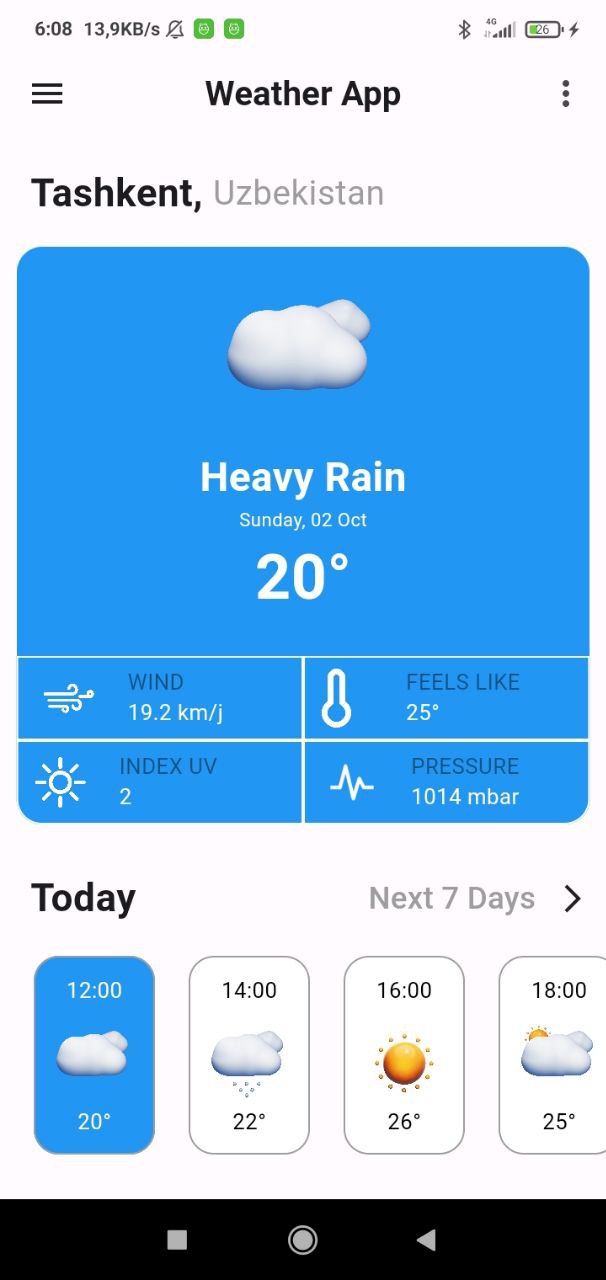 6:08 13,9KB/s 4G 26
Weather App
Tashkent, Uzbekistan
Heavy Rain
Sunday, 02 Oct
20°
WIND
19.2 km/j
FEELS LIKE
25°
INDEX UV
2
PRESSURE
1014 mbar
Today Next 7 Days
12:00 14:00 16:00 18:00
20° 22° 26° 25°